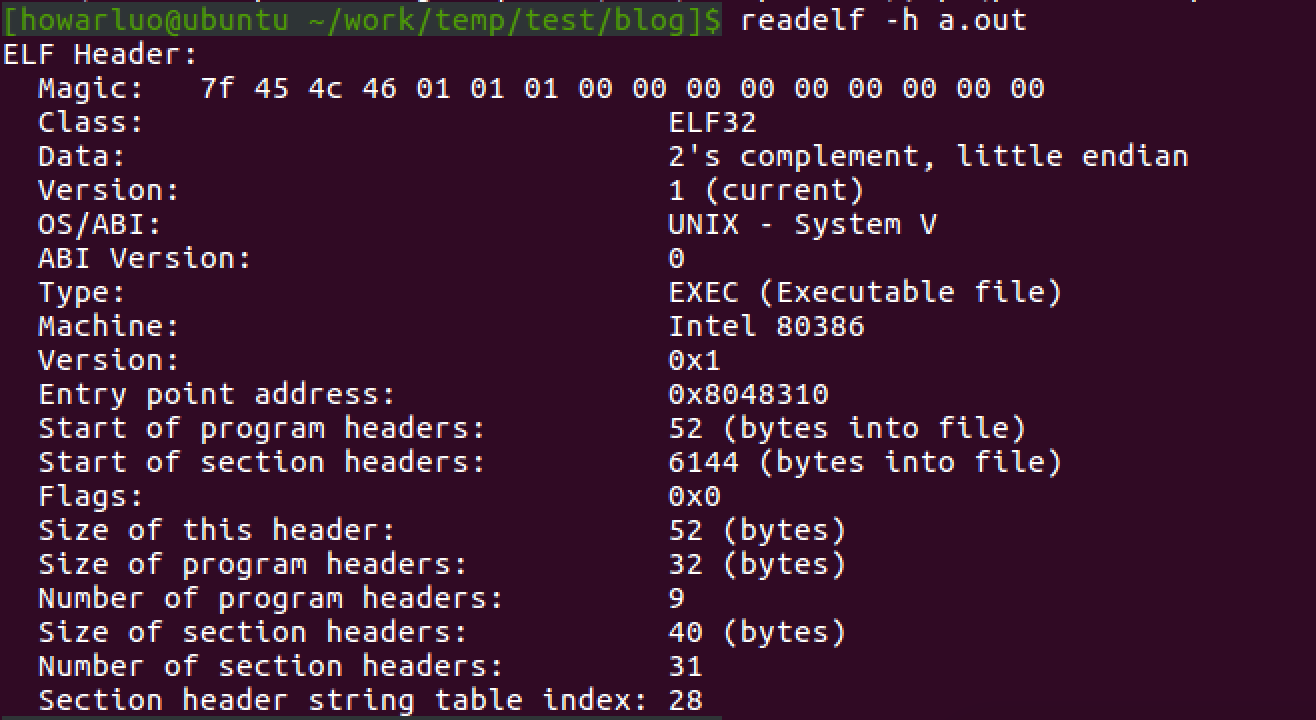 [howarluo@ubuntu ~/work/temp/test/blog]$ readelf -h a.out
ELF Header:
  Magic:   7f 45 4c 46 01 01 01 00 00 00 00 00 00 00 00 00
  Class:                             ELF32
  Data:                              2's complement, little endian
  Version:                           1 (current)
  OS/ABI:                            UNIX - System V
  ABI Version:                       0
  Type:                              EXEC (Executable file)
  Machine:                           Intel 80386
  Version:                           0x1
  Entry point address:               0x8048310
  Start of program headers:          52 (bytes into file)
  Start of section headers:          6144 (bytes into file)
  Flags:                             0x0
  Size of this header:               52 (bytes)
  Size of program headers:           32 (bytes)
  Number of program headers:         9
  Size of section headers:           40 (bytes)
  Number of section headers:         31
  Section header string table index: 28